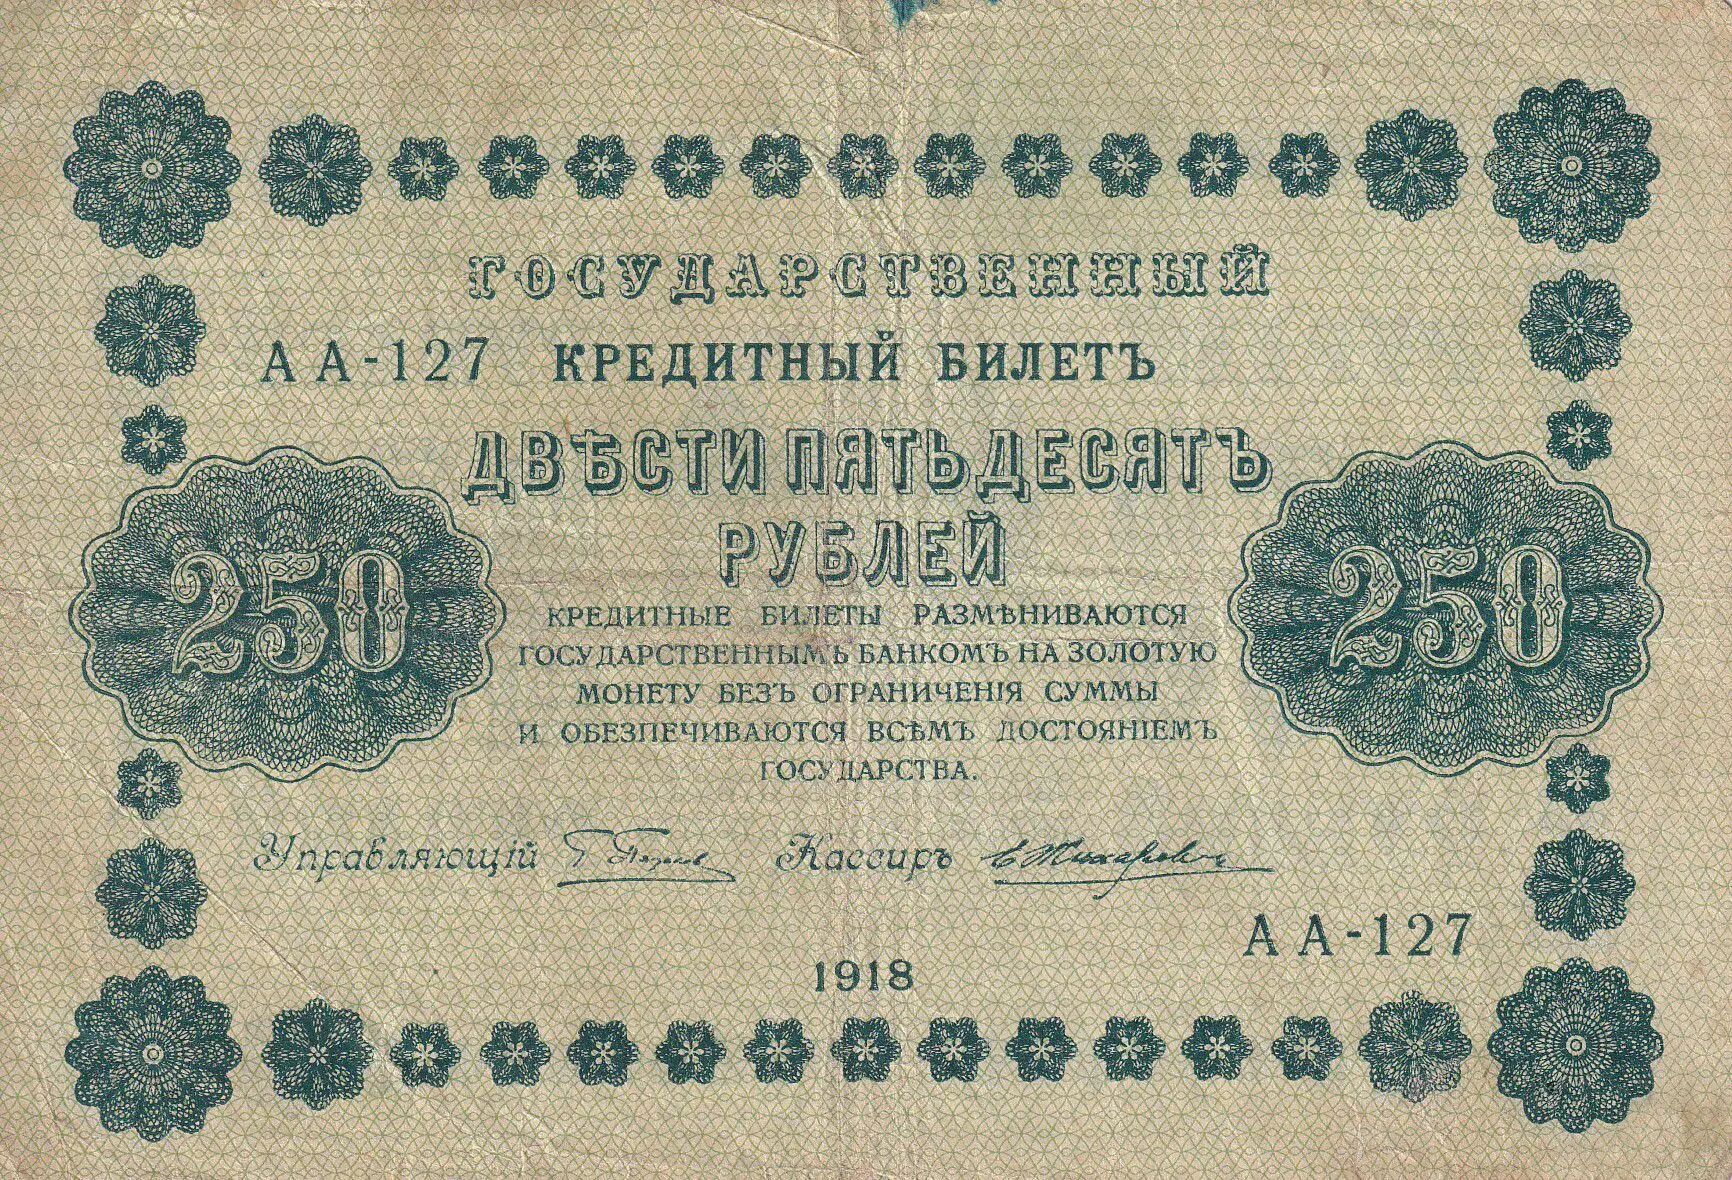 ГОСУДАРСТВЕННЫЙ
АА-127 КРЕДИТНЫЙ БИЛЕТЪ
ДВѢСТИ ПЯТЬДЕСЯТЪ
РУБЛЕЙ
250
250
КРЕДИТНЫЕ БИЛЕТЫ РАЗМѢНИВАЮТСЯ
ГОСУДАРСТВЕННЫМЪ БАНКОМЪ НА ЗОЛОТУЮ
МОНЕТУ БЕЗЪ ОГРАНИЧЕНІЯ СУММЫ
И ОБЕЗПЕЧИВАЮТСЯ ВСѢМЪ ДОСТОЯНІЕМЪ
ГОСУДАРСТВА.
Управляющій Кассиръ
АА-127
1918